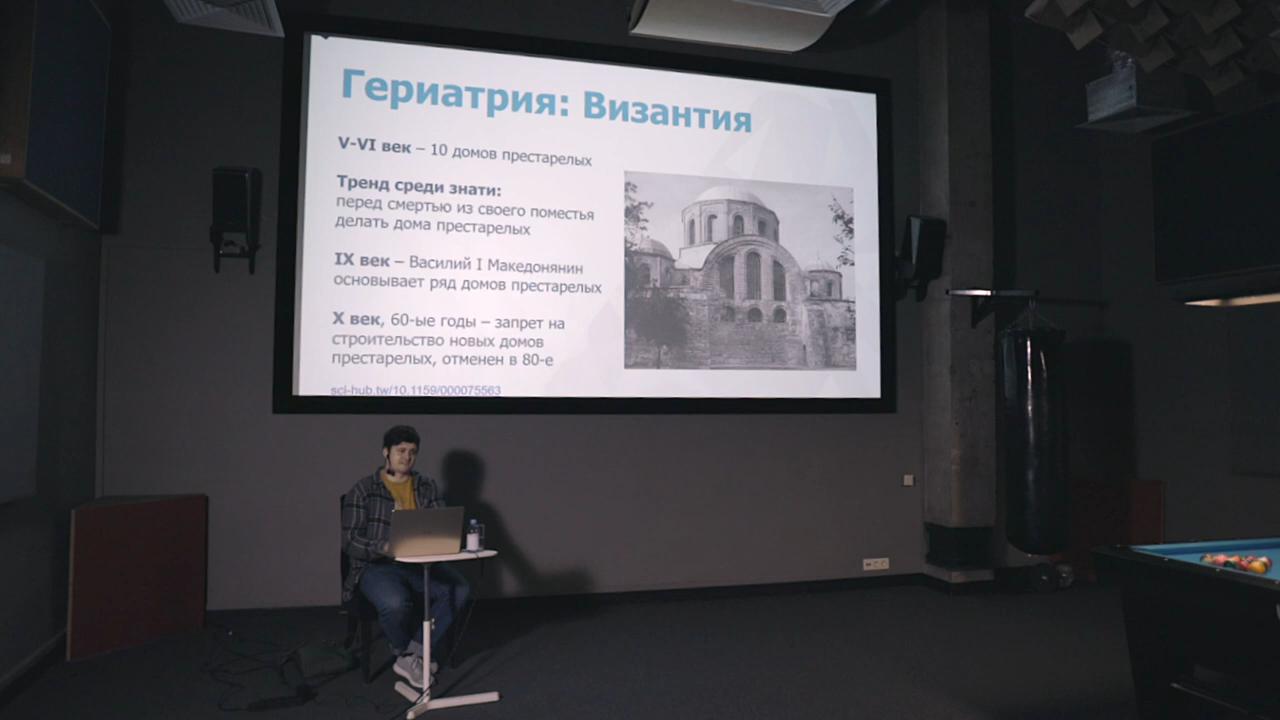 Гериатрия: Византия
V-VI век – 10 домов престарелых
Тренд среди знати:
перед смертью из своего поместья
делать дома престарелых
IX век – Василий I Македонянин
основывает ряд домов престарелых
X век, 60-ые годы – запрет на
строительство новых домов
престарелых, отменен в 80-е
sci-hub.tw/10.1159/000075563